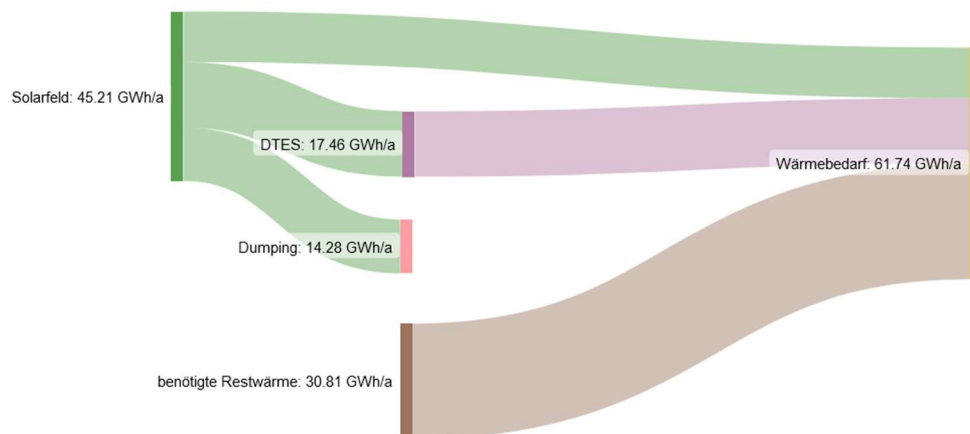 Solarfeld: 45.21 GWh/a
DTES: 17.46 GWh/a
Wärmebedarf: 61.74 GWh/a
Dumping: 14.28 GWh/a
benötigte Restwärme: 30.81 GWh/a